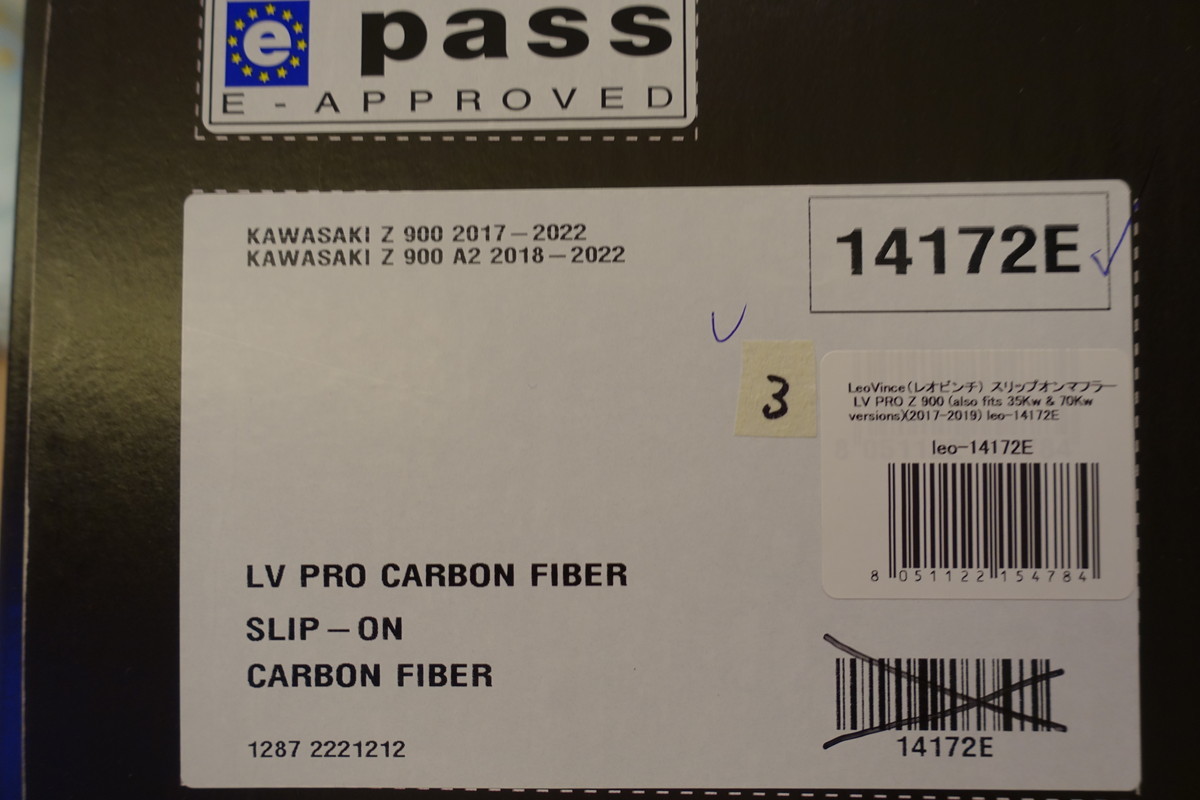 e pass
E-APPROVED
KAWASAKI Z 900 2017-2022
KAWASAKI Z 900 A2 2018-2022
14172E
3
LeoVince(レオビンチ) スリップオンマフラー
LV PRO Z 900 (also fits 35Kw & 70Kw
versions)(2017-2019) leo-14172E
leo-14172E
8 051122 154784
LV PRO CARBON FIBER
SLIP-ON
CARBON FIBER
1287 2221212
14172E